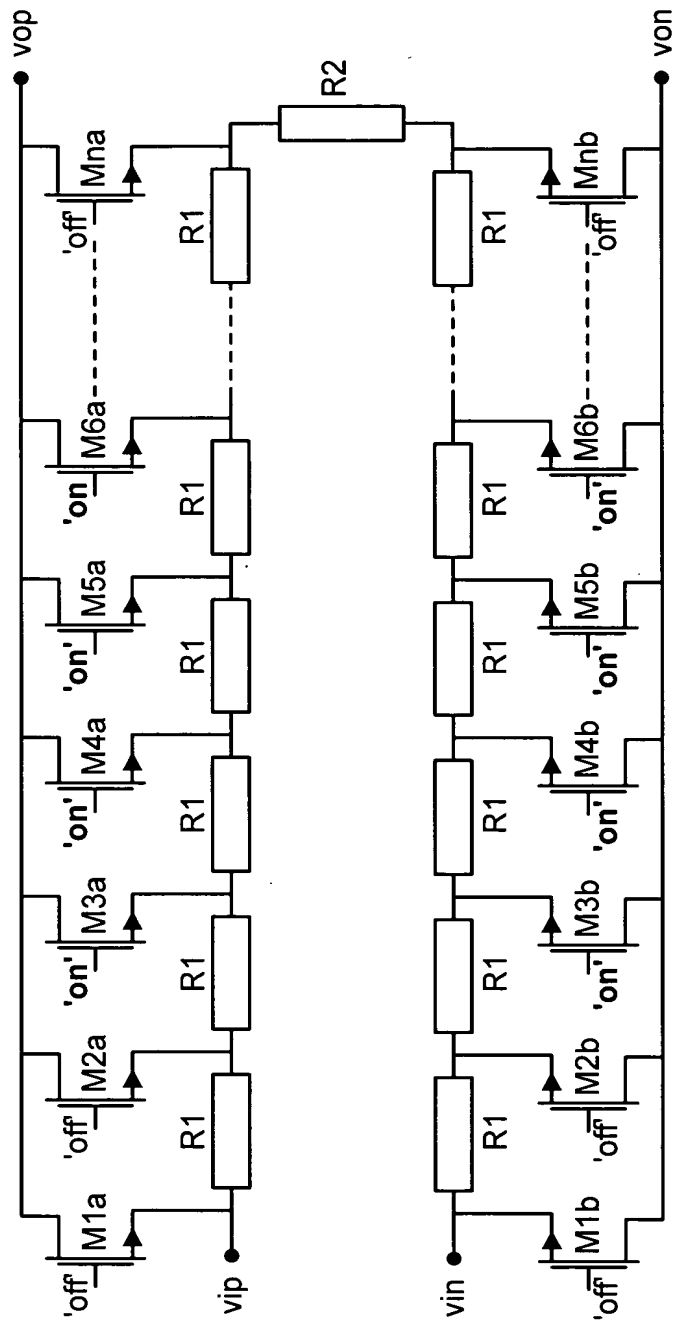 vop
M1a M2a M3a M4a M5a M6a Mna
'off' 'off' 'on' 'on' 'on' 'on 'off'
R1 R1 R1 R1 R1 R1
vip
R2
vin
R1 R1 R1 R1 R1 R1
M1b M2b M3b M4b M5b M6b Mnb
'off' 'off' 'on' 'on' 'on' 'on' 'off'
von